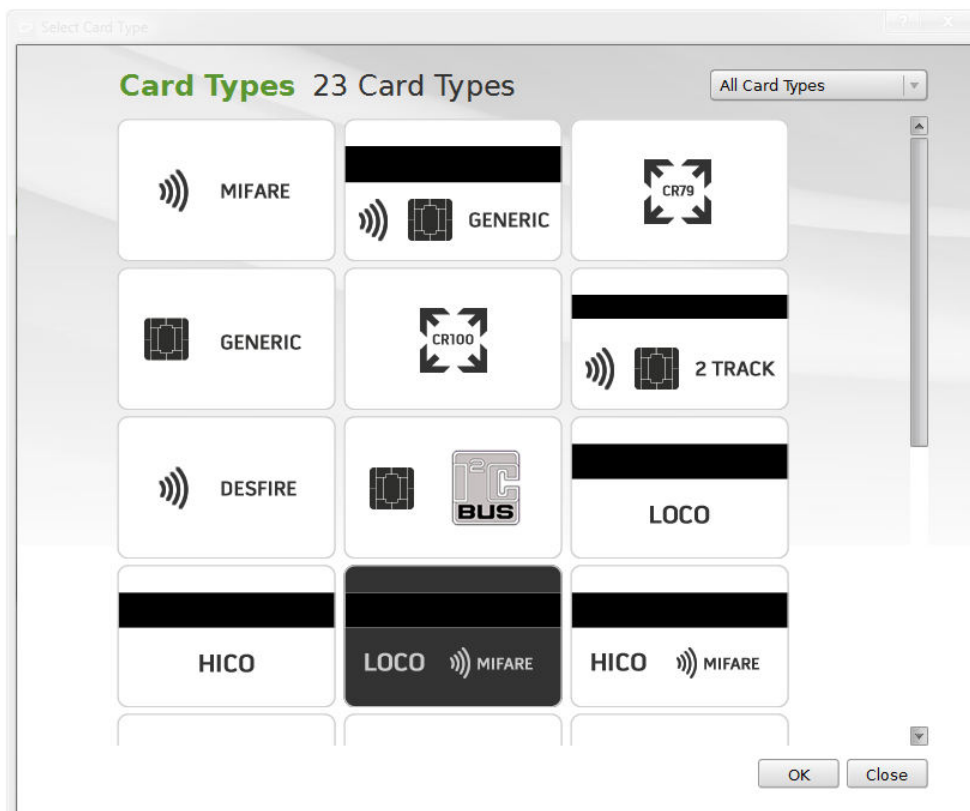 Select Card Type
Card Types 23 Card Types
All Card Types
MIFARE
GENERIC
CR79
GENERIC
CR100
2 TRACK
DESFIRE
I2C
BUS
LOCO
HICO
LOCO MIFARE
HICO MIFARE
OK Close